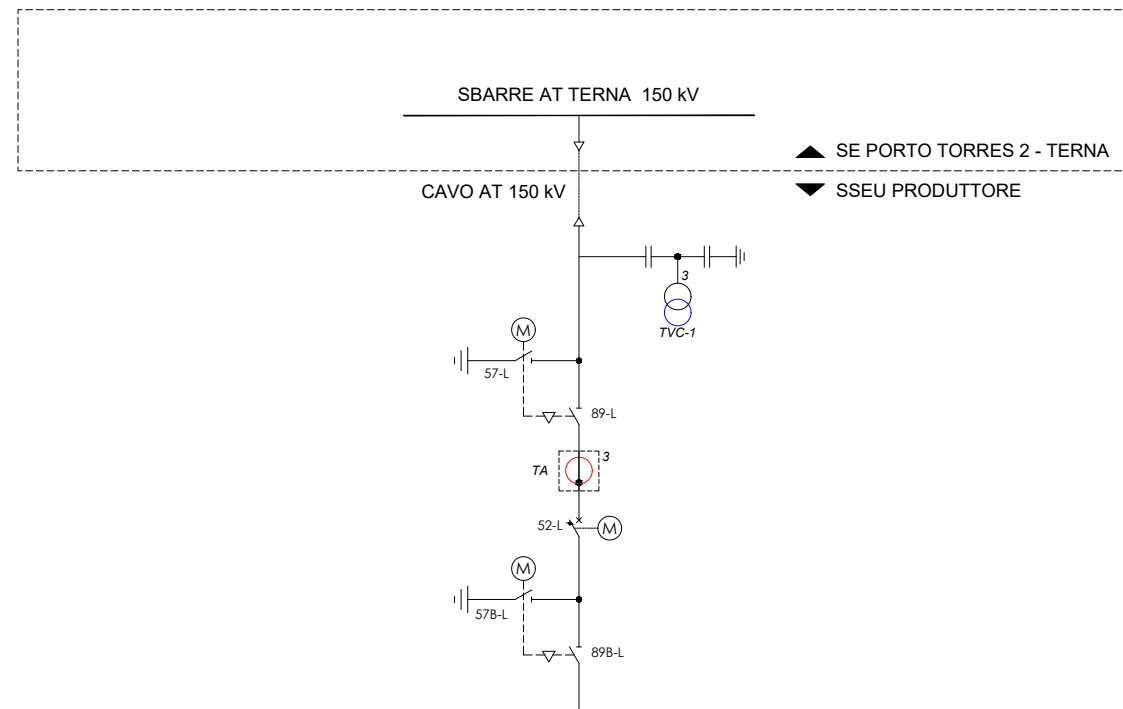 SBARRE AT TERNA 150 kV
SE PORTO TORRES 2 - TERNA
CAVO AT 150 kV
SSEU PRODUTTORE
3
TVC-1
M
57-L
89-L
3
TA
52-L
M
M
57B-L
89B-L